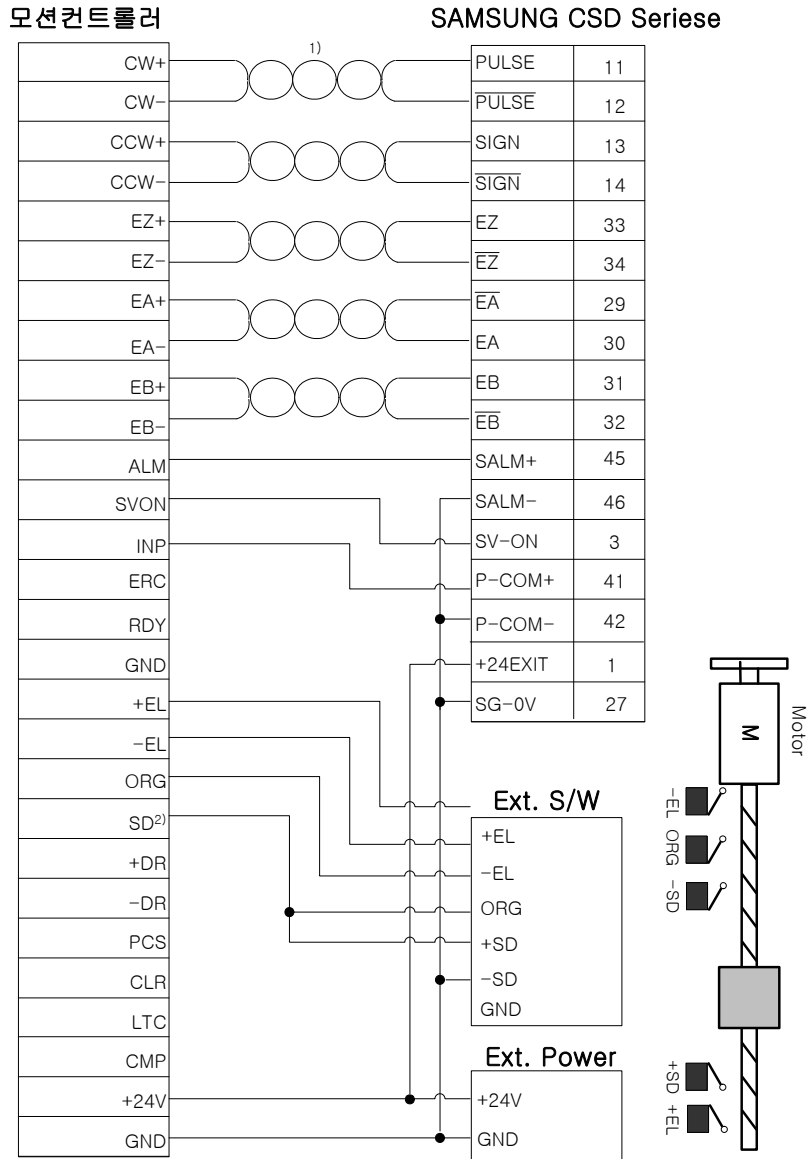 모션컨트롤러
SAMSUNG CSD Seriese
1)
CW+
PULSE 11
CW-
PULSE 12
CCW+
SIGN 13
CCW-
SIGN 14
EZ+
EZ 33
EZ-
EZ 34
EA+
EA 29
EA-
EA 30
EB+
EB 31
EB-
EB 32
ALM
SALM+ 45
SVON
SALM- 46
INP
SV-ON 3
ERC
P-COM+ 41
RDY
P-COM- 42
GND
+24EXIT 1
+EL
SG-0V 27
-EL
ORG
SD2)
+DR
-DR
PCS
CLR
LTC
CMP
+24V
GND
Ext. S/W
+EL
-EL
ORG
+SD
-SD
GND
Ext. Power
+24V
GND
Motor
M
-EL
ORG
-SD
+SD
+EL